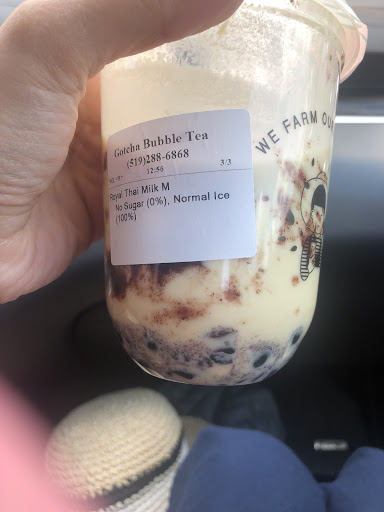 Gotcha Bubble Tea
(519)288-6868
12:56
3/3
Royal Thai Milk M
No Sugar (0%), Normal Ice
(100%)
WE FARM OUR